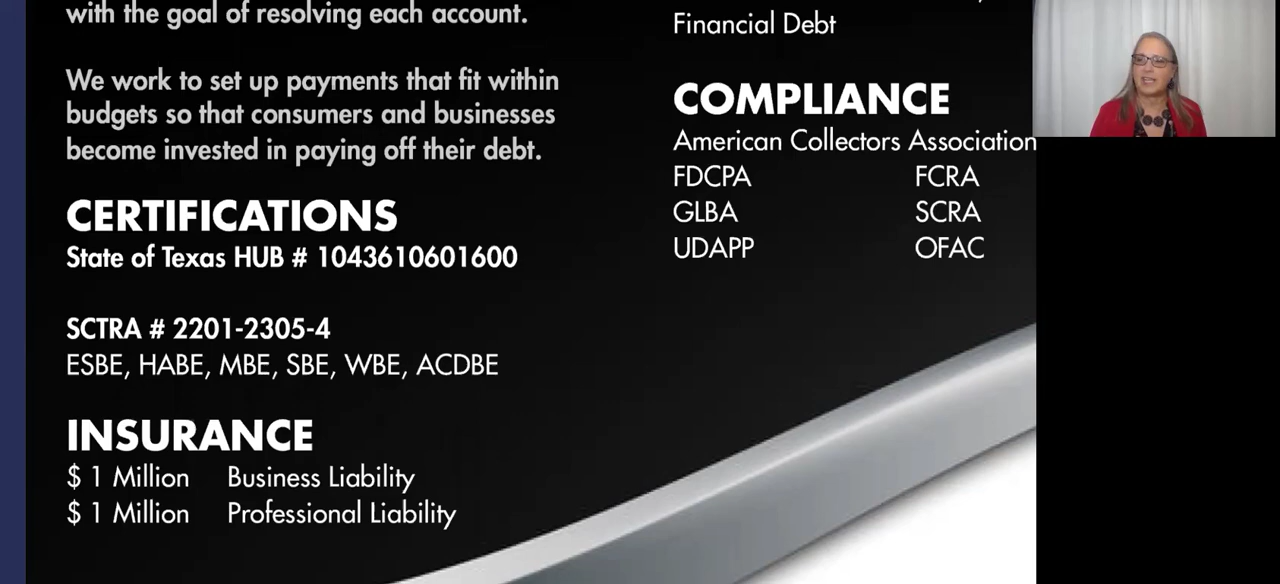 with the goal of resolving each account.
We work to set up payments that fit within
budgets so that consumers and businesses
become invested in paying off their debt.
CERTIFICATIONS
State of Texas HUB # 1043610601600
SCTRA # 2201-2305-4
ESBE, HABE, MBE, SBE, WBE, ACDBE
INSURANCE
$ 1 Million Business Liability
$ 1 Million Professional Liability
Financial Debt
COMPLIANCE
American Collectors Association
FDCPA FCRA
GLBA SCRA
UDAPP OFAC